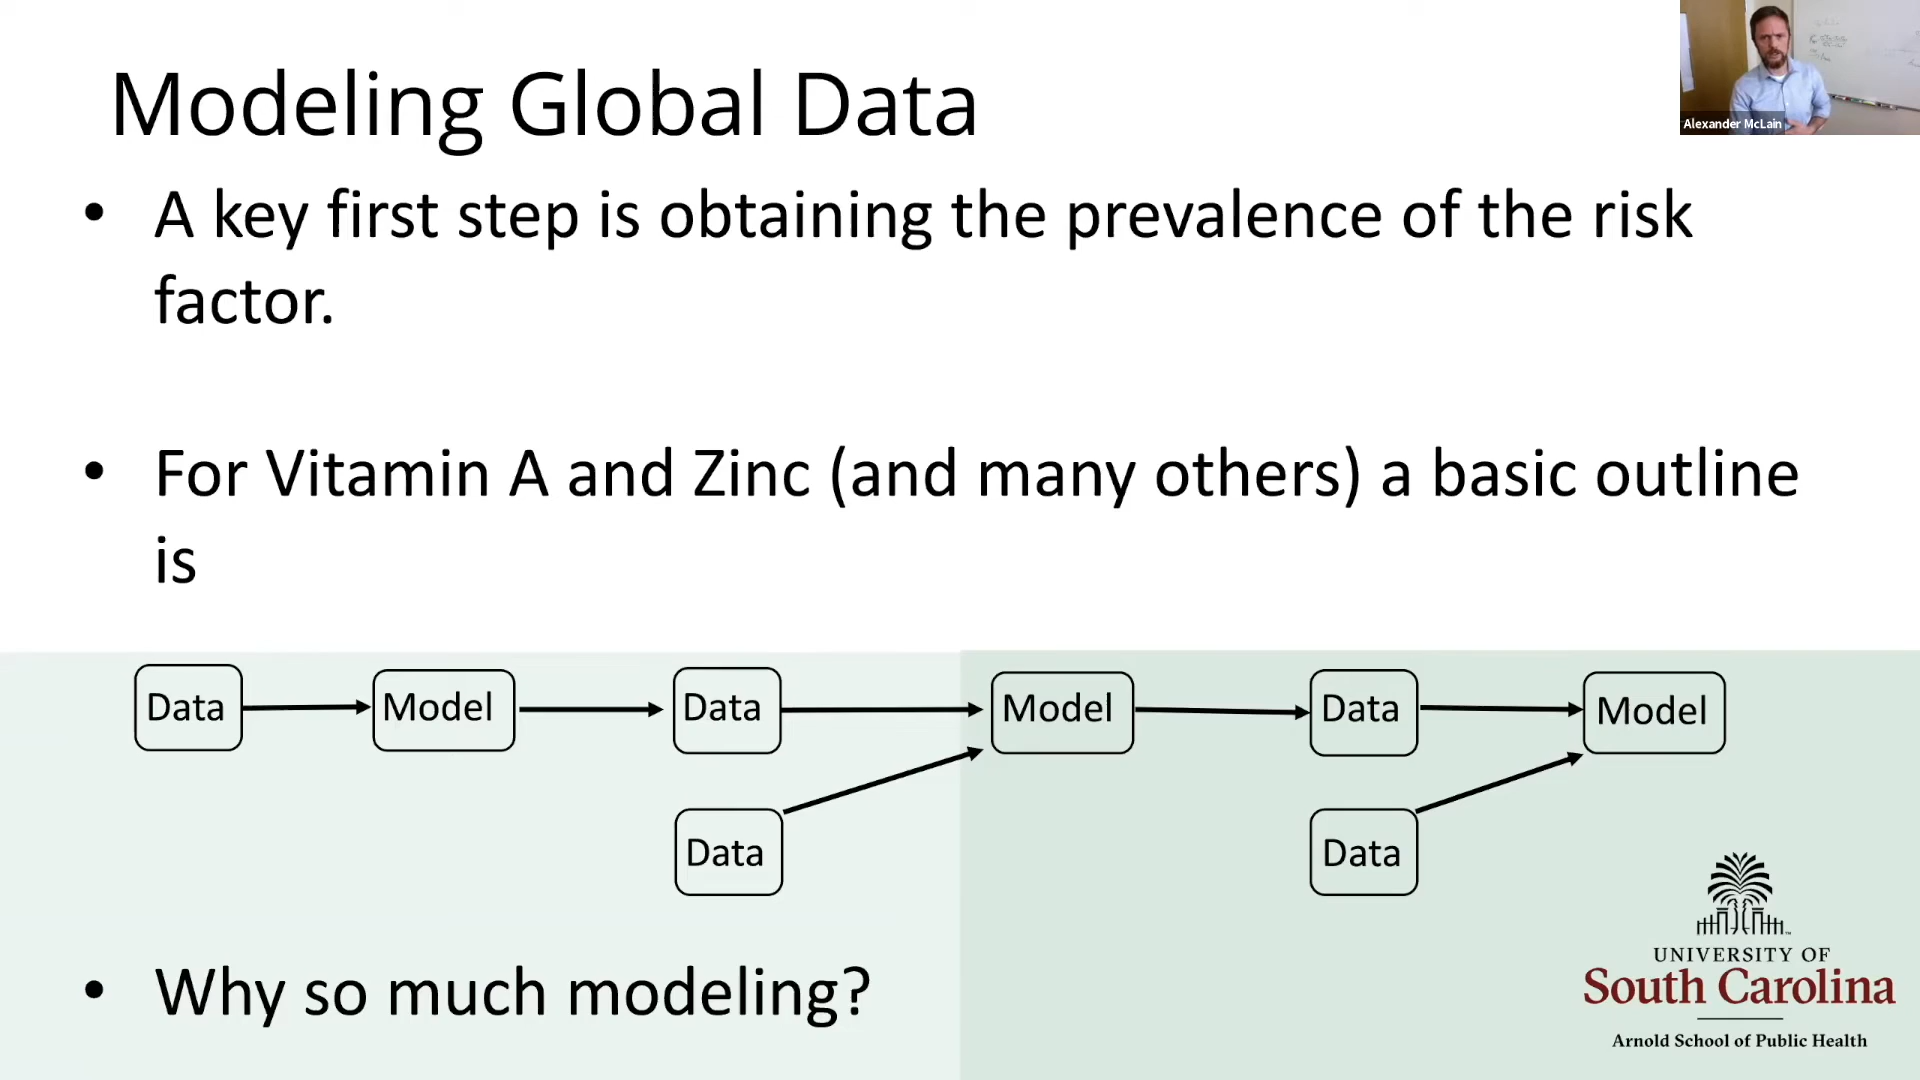 Modeling Global Data
Alexander McLain
• A key first step is obtaining the prevalence of the risk
factor.
• For Vitamin A and Zinc (and many others) a basic outline
is
Data Model Data Model Data Model
Data Data
• Why so much modeling?
UNIVERSITY OF
South Carolina
Arnold School of Public Health